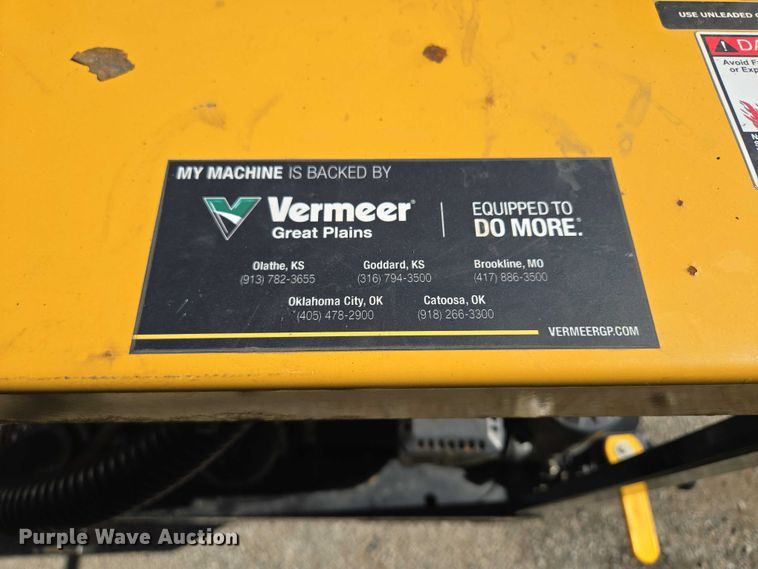 USE UNLEADED
Avoid
or Exp
MY MACHINE IS BACKED BY
Vermeer®
Great Plains
EQUIPPED TO
DO MORE.®
Olathe, KS
(913) 782-3655
Goddard, KS
(316) 794-3500
Brookline, MO
(417) 886-3500
Oklahoma City, OK
(405) 478-2900
Catoosa, OK
(918) 266-3300
VERMEERGP.COM
Purple Wave Auction